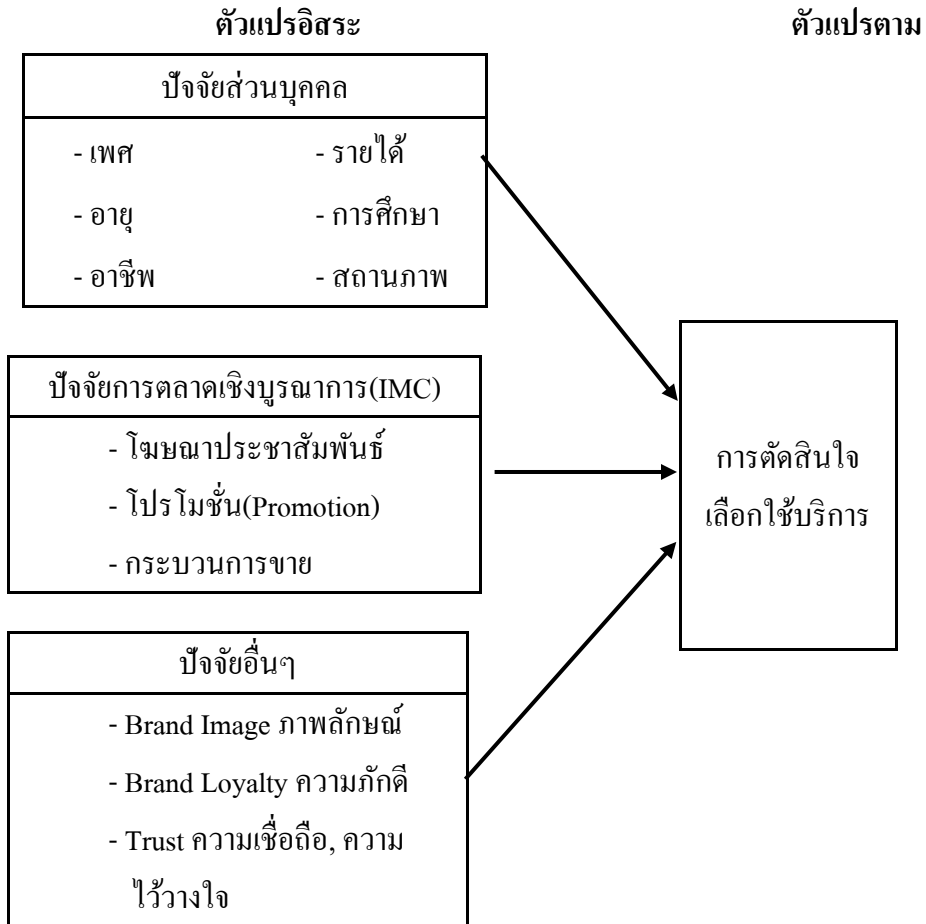 ตัวแปรอิสระ ตัวแปรตาม
ปัจจัยส่วนบุคคล
- เพศ - รายได้
- อายุ - การศึกษา
- อาชีพ - สถานภาพ
ปัจจัยการตลาดเชิงบูรณาการ(IMC)
- โฆษณาประชาสัมพันธ์
- โปรโมชั่น(Promotion)
- กระบวนการขาย
การตัดสินใจ
เลือกใช้บริการ
ปัจจัยอื่นๆ
- Brand Image ภาพลักษณ์
- Brand Loyalty ความภักดี
- Trust ความเชื่อถือ, ความ
ไว้วางใจ